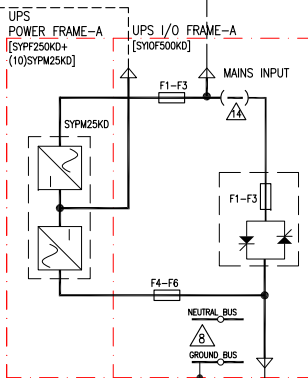 UPS
POWER FRAME-A
[SYPF250KD+
(10)SYPM25KD]
UPS I/O FRAME-A
[SYIOF500KD]
MAINS INPUT
F1-F3
14
SYPM25KD
F1-F3
F4-F6
NEUTRAL BUS
8
GROUND BUS